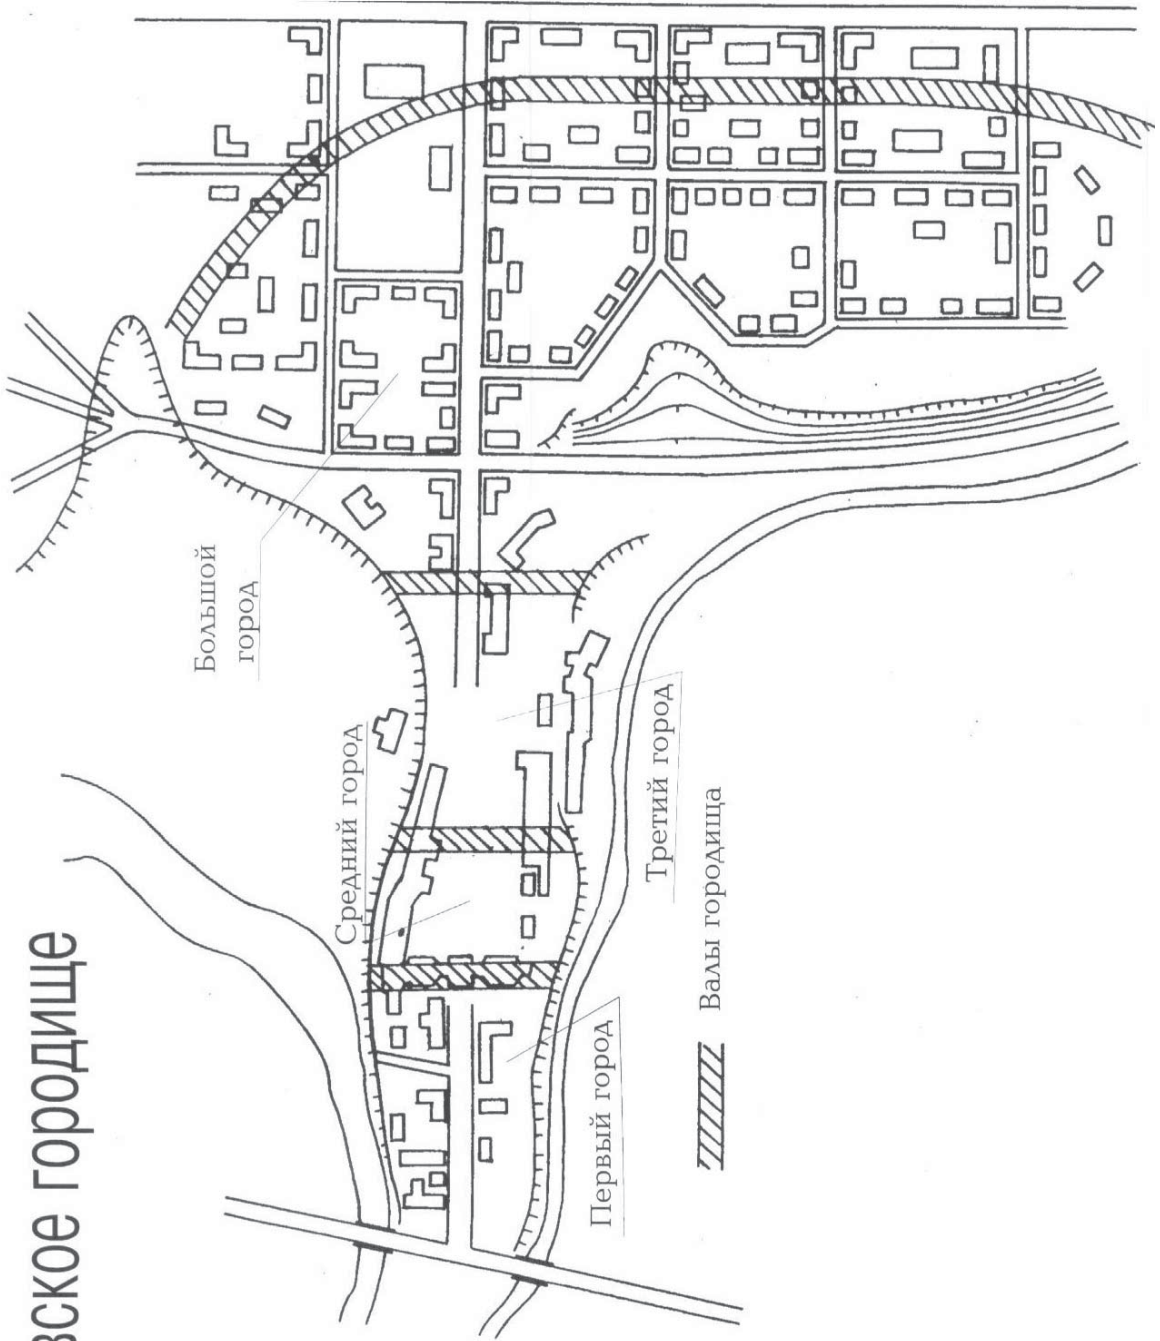 вское городище
Большой
город
Средний город
Третий город
Первый город
Валы городища